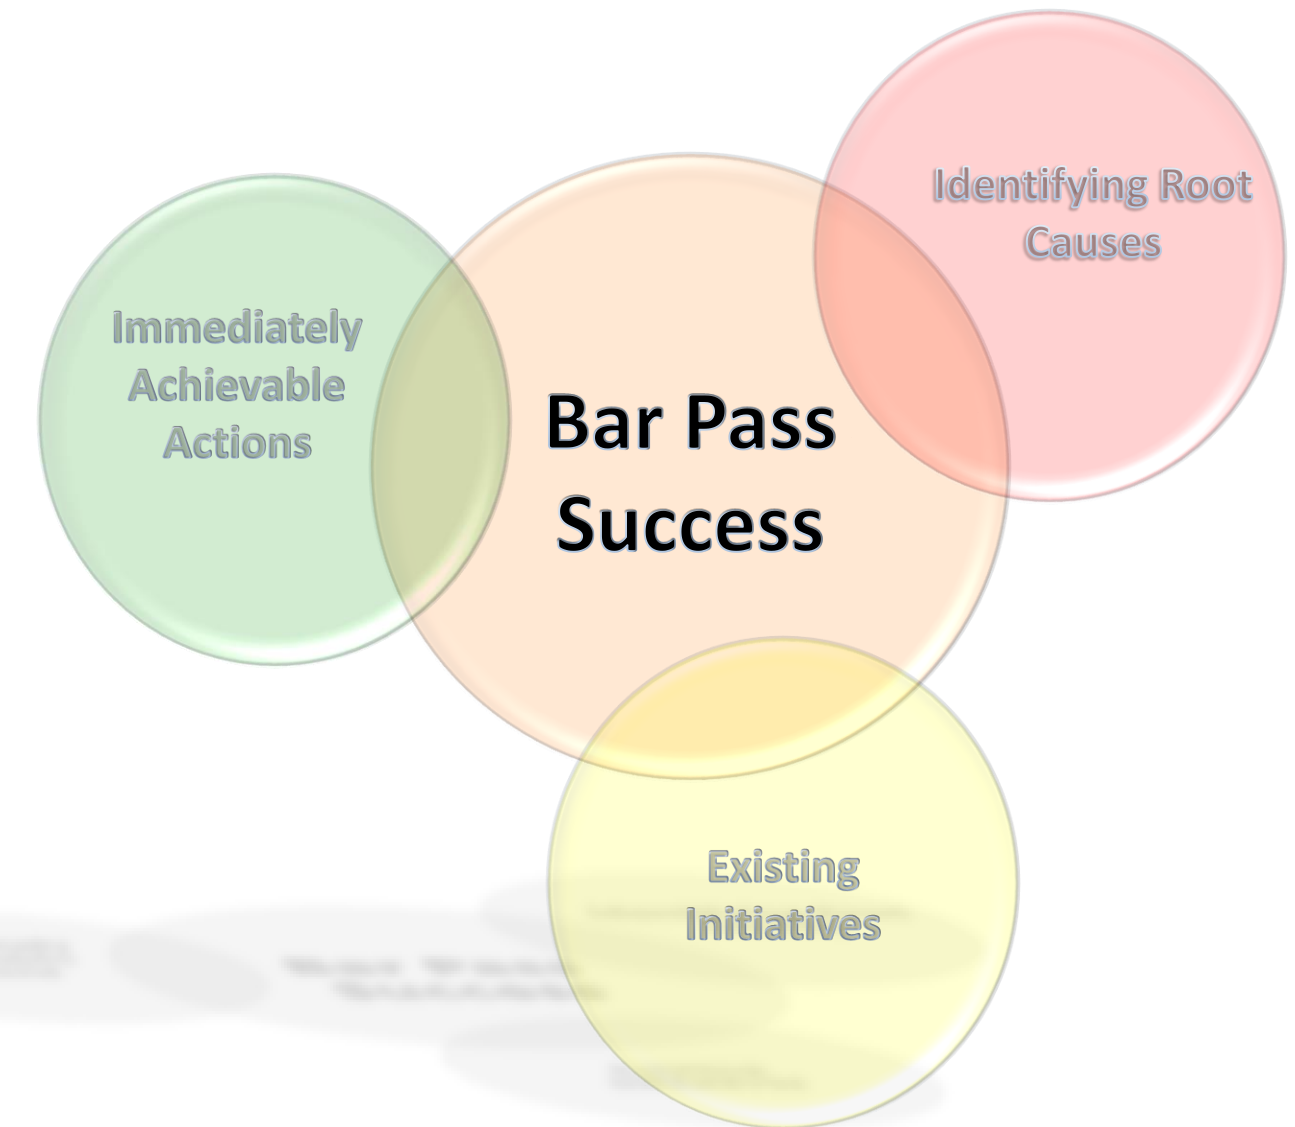 Identifying Root
Causes
Immediately
Achievable
Actions
Bar Pass
Success
Existing
Initiatives